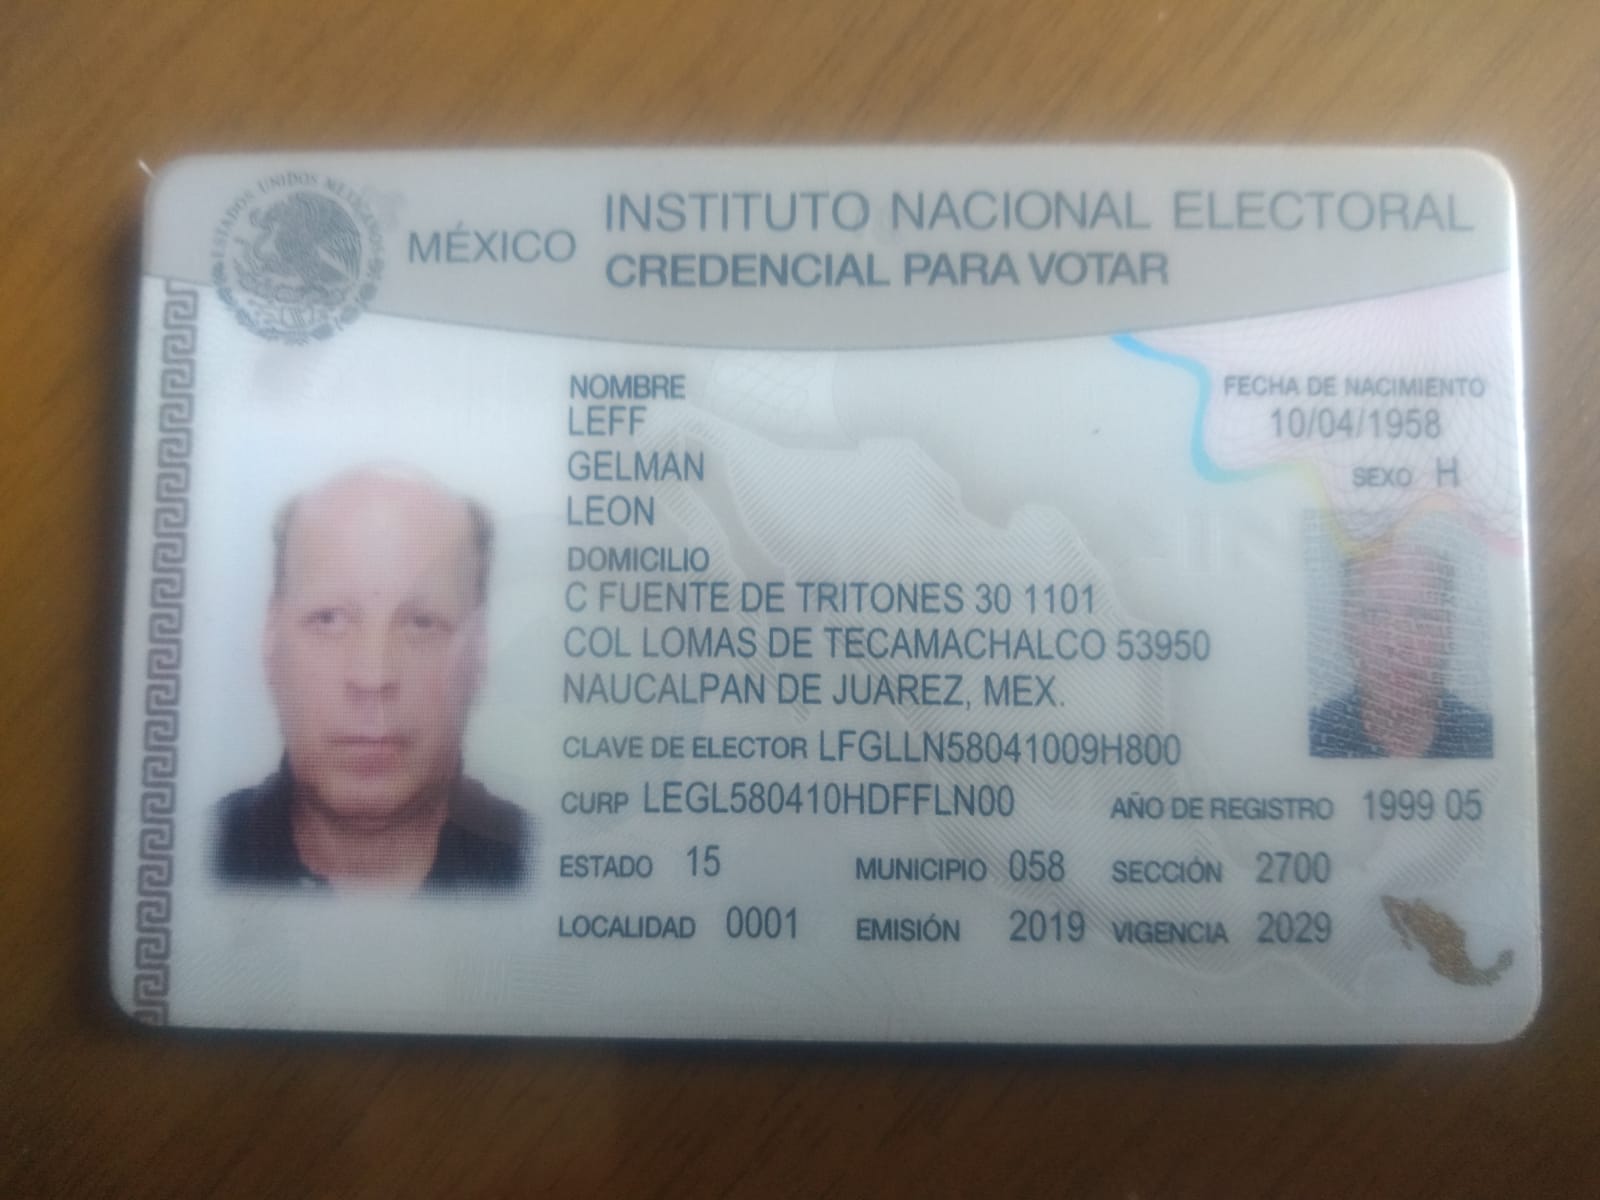 ESTADOS UNIDOS MEXICANOS
MÉXICO
INSTITUTO NACIONAL ELECTORAL
CREDENCIAL PARA VOTAR
NOMBRE
LEFF
GELMAN
LEON
FECHA DE NACIMIENTO
10/04/1958
SEXO H
DOMICILIO
C FUENTE DE TRITONES 30 1101
COL LOMAS DE TECAMACHALCO 53950
NAUCALPAN DE JUAREZ, MEX.
CLAVE DE ELECTOR LFGLLN58041009H800
CURP LEGL580410HDFFLN00 AÑO DE REGISTRO 1999 05
ESTADO 15 MUNICIPIO 058 SECCIÓN 2700
LOCALIDAD 0001 EMISIÓN 2019 VIGENCIA 2029